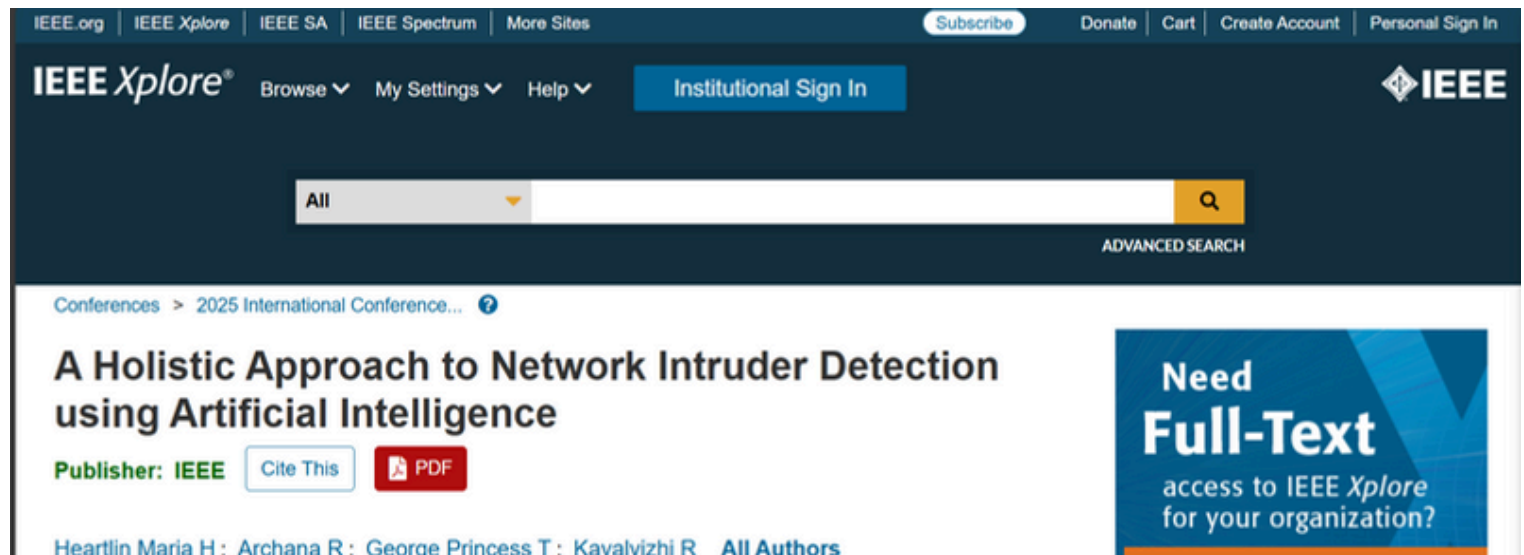 IEEE.org | IEEE Xplore | IEEE SA | IEEE Spectrum | More Sites Subscribe Donate | Cart | Create Account | Personal Sign In
IEEE Xplore® Browse My Settings Help Institutional Sign In IEEE
All
ADVANCED SEARCH
Conferences > 2025 International Conference... ?
A Holistic Approach to Network Intruder Detection
using Artificial Intelligence
Publisher: IEEE Cite This PDF
Heartlin Maria H ; Archana R ; George Princess T ; Kavalvizhi R All Authors
Need
Full-Text
access to IEEE Xplore
for your organization?